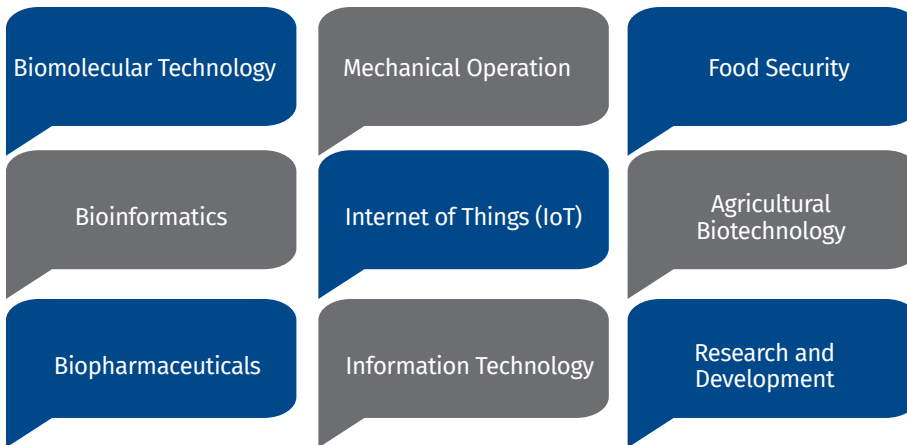 Biomolecular Technology
Mechanical Operation
Food Security
Bioinformatics
Internet of Things (IoT)
Agricultural
Biotechnology
Biopharmaceuticals
Information Technology
Research and
Development